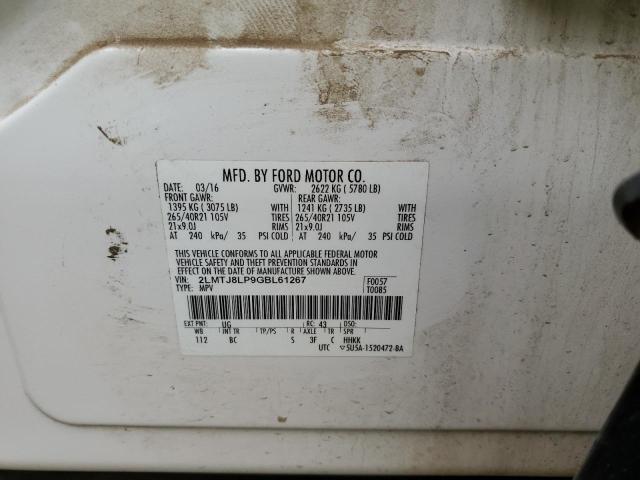 MFD. BY FORD MOTOR CO.
DATE: 03/16 GVWR: 2622 KG ( 5780 LB)
FRONT GAWR: REAR GAWR:
1395 KG ( 3075 LB) WITH 1241 KG ( 2735 LB) WITH
265/40R21 105V TIRES 265/40R21 105V TIRES
21x9.0J RIMS 21x9.0J RIMS
AT 240 kPa/ 35 PSI COLD AT 240 kPa/ 35 PSI COLD
THIS VEHICLE CONFORMS TO ALL APPLICABLE FEDERAL MOTOR
VEHICLE SAFETY AND THEFT PREVENTION STANDARDS IN
EFFECT ON THE DATE OF MANUFACTURE SHOWN ABOVE.
VIN: 2LMTJ8LP9GBL61267 F0057
TYPE: MPV T0085
EXT PNT: UG RC: 43 DSO:
WB INT TR TP/PS R AXLE TR SPR
112 BC S 3F C HHKK
UTC 5U5A-1520472-BA